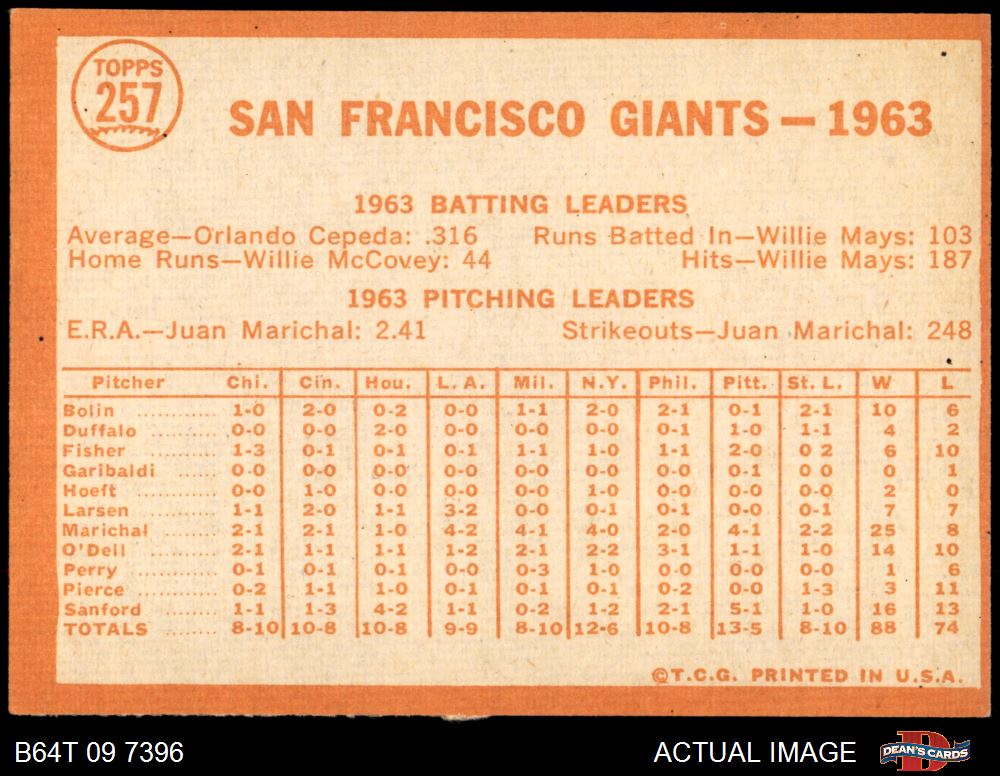 TOPPS
257
SAN FRANCISCO GIANTS — 1963
1963 BATTING LEADERS
Average—Orlando Cepeda: .316 Runs Batted In—Willie Mays: 103
Home Runs—Willie McCovey: 44 Hits—Willie Mays: 187
1963 PITCHING LEADERS
E.R.A.—Juan Marichal: 2.41 Strikeouts—Juan Marichal: 248
Pitcher Chi. Cin. Hou. L. A. Mil. N.Y. Phil. Pitt. St. L. W L
Bolin ........... 1-0 2-0 0-2 0-0 1-1 2-0 2-1 0-1 2-1 10 6
Duffalo ......... 0-0 0-0 2-0 0-0 0-0 0-0 0-1 1-0 1-1 4 2
Fisher .......... 1-3 0-1 0-1 0-1 1-1 1-0 1-1 2-0 0 2 6 10
Garibaldi ....... 0-0 0-0 0-0 0-0 0-0 0-0 0-0 0-1 0 0 0 1
Hoeft ........... 0-0 1-0 0-0 0-0 0-0 1-0 0-0 0-0 0-0 2 0
Larsen .......... 1-1 2-0 1-1 3-2 0-0 0-1 0-1 0-1 0-1 7 7
Marichal ........ 2-1 2-1 1-0 4-2 4-1 4-0 2-0 4-1 2-2 25 8
O'Dell .......... 2-1 1-1 1-1 1-2 2-1 2-2 3-1 1-1 1-0 14 10
Perry ........... 0-1 0-1 0-1 0-0 0-3 1-0 0-0 0-0 0-0 1 6
Pierce .......... 0-2 1-1 1-0 0-1 0-1 0-1 0-2 0-0 1-3 3 11
Sanford ......... 1-1 1-3 4-2 1-1 0-2 1-2 2-1 5-1 1-0 16 13
TOTALS ....... 8-10 10-8 10-8 9-9 8-10 12-6 10-8 13-5 8-10 88 74
©T.C.G. PRINTED IN U.S.A.
B64T 09 7396 ACTUAL IMAGE DEAN'S CARDS